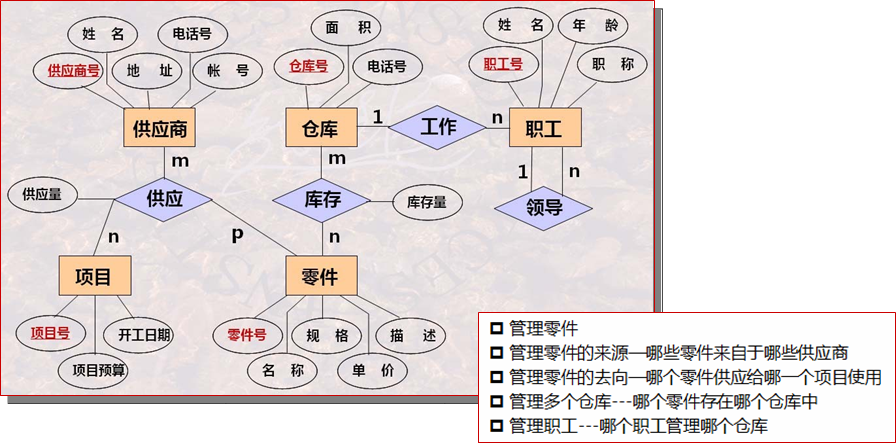 姓 名
电话号
供应商号
地 址
帐 号
供应商
面 积
仓库号
电话号
仓库
1
工作
n
姓 名
年 龄
职工号
职 称
职工
m
m
1
n
供应量
供应
库存
库存量
领导
n
p
n
项目
零件
项目号
开工日期
项目预算
零件号
规 格
描 述
名 称
单 价
管理零件
管理零件的来源—哪些零件来自于哪些供应商
管理零件的去向—哪个零件供应给哪一个项目使用
管理多个仓库---哪个零件存在哪个仓库中
管理职工---哪个职工管理哪个仓库